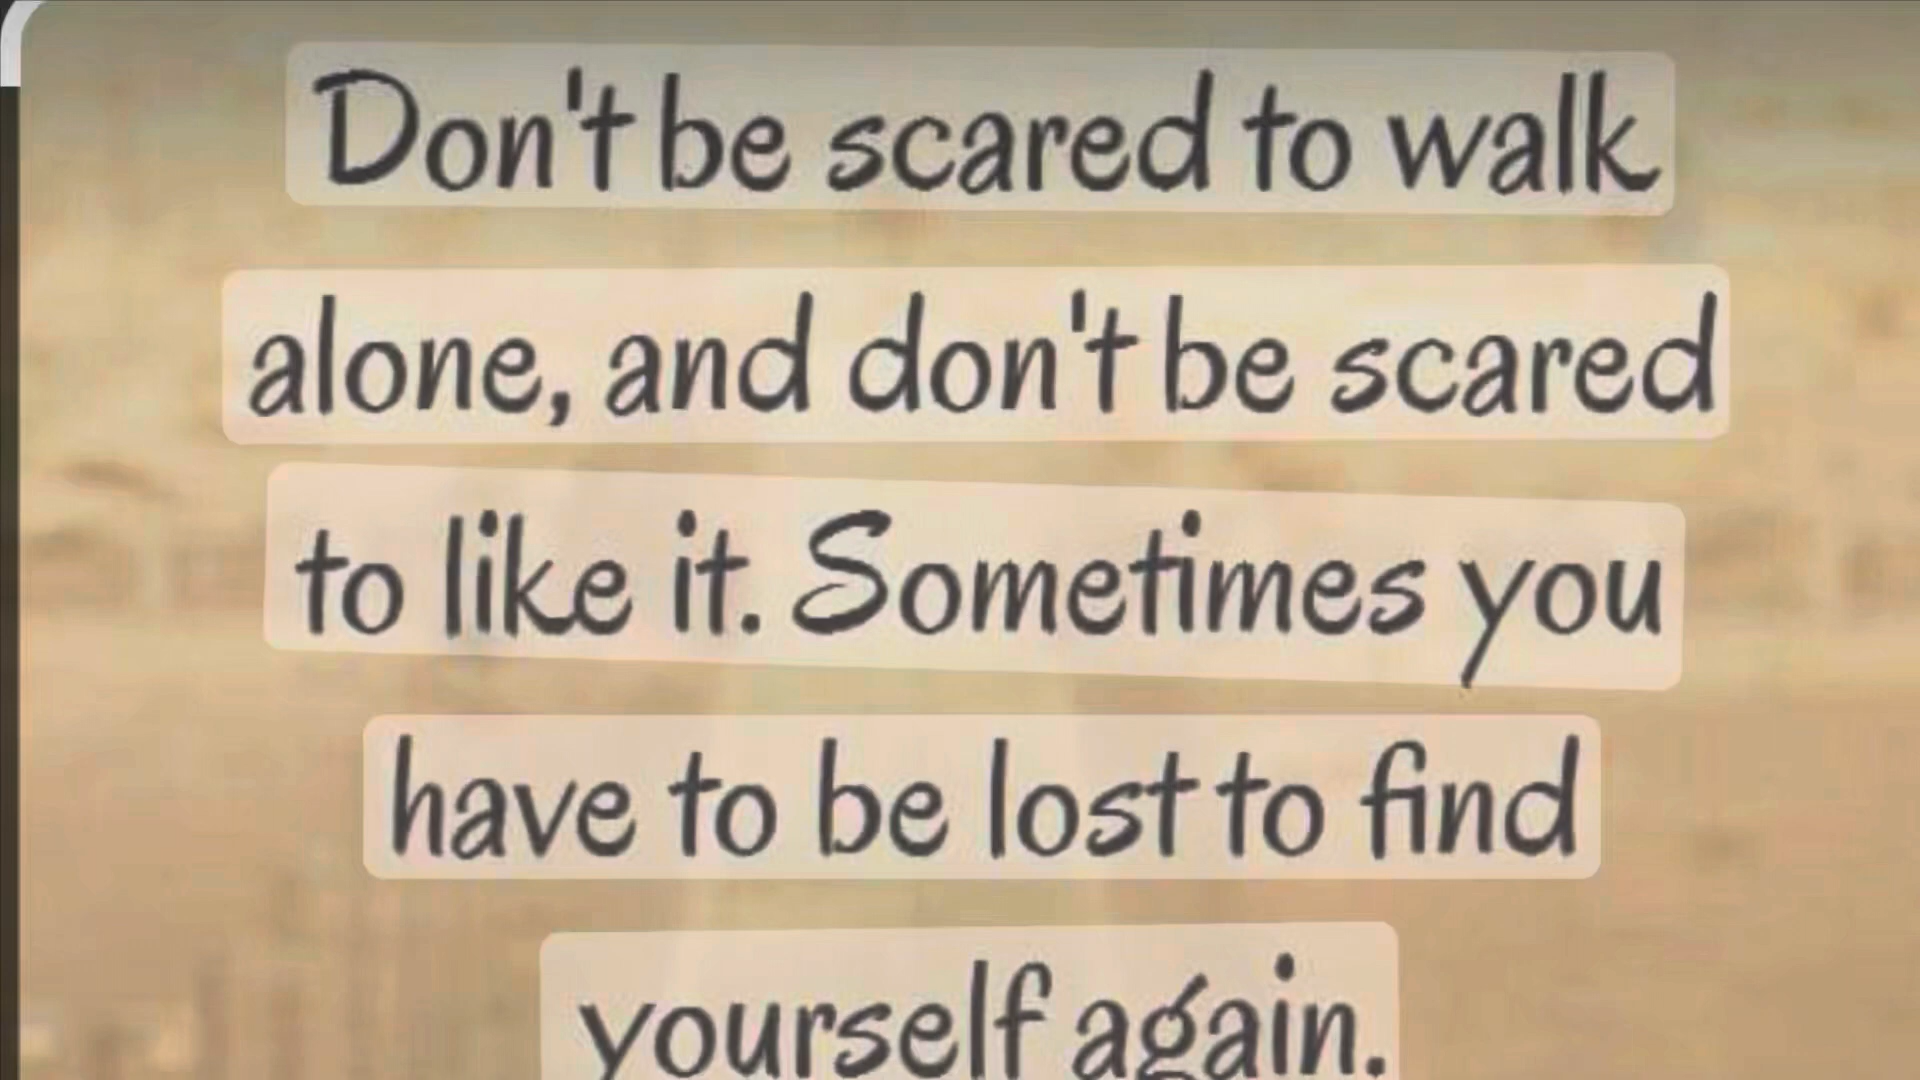 Don't be scared to walk
alone, and don't be scared
to like it. Sometimes you
have to be lost to find
yourself again.